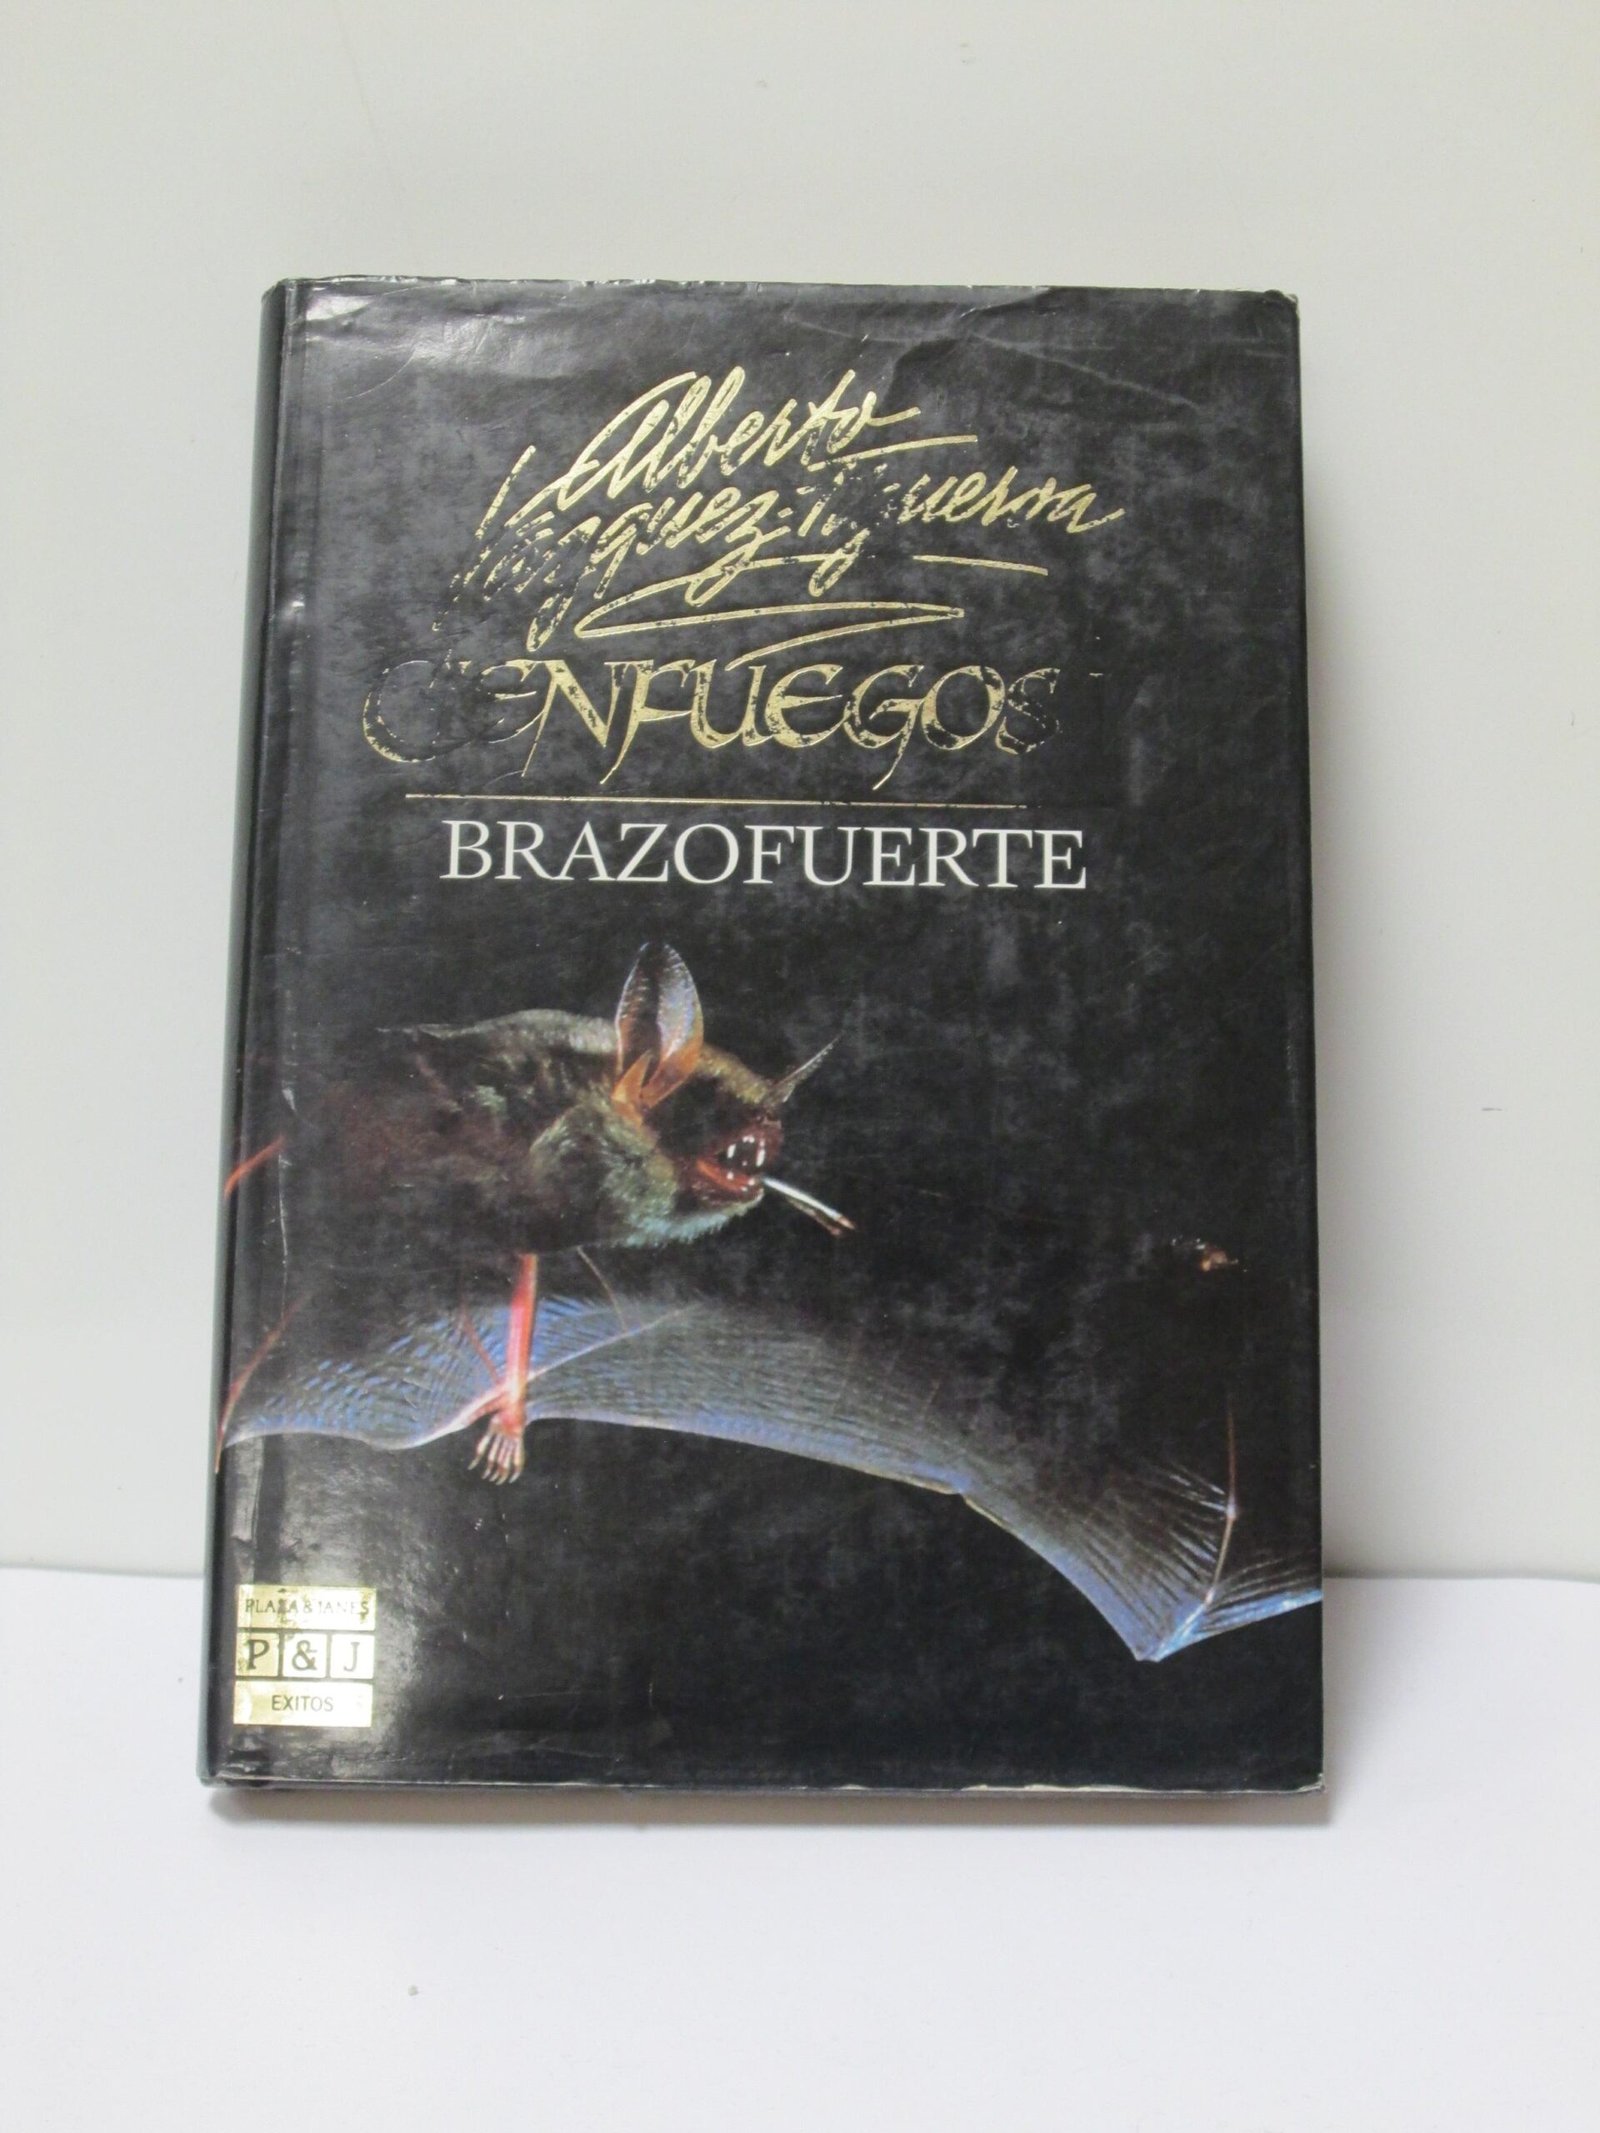 Alberto
Vázquez-Figueroa
CIENFUEGOS
BRAZOFUERTE
PLAZA & JANES
P & J
EXITOS